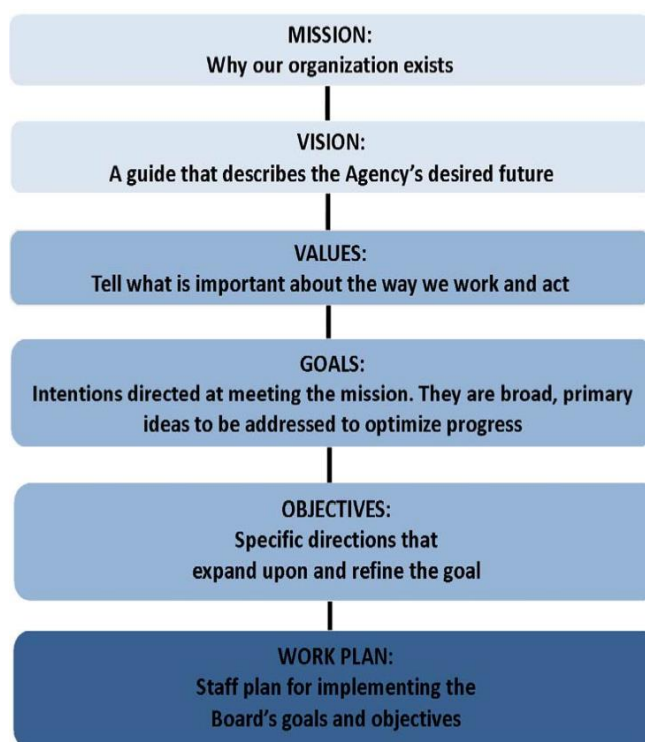 MISSION:
Why our organization exists
VISION:
A guide that describes the Agency's desired future
VALUES:
Tell what is important about the way we work and act
GOALS:
Intentions directed at meeting the mission. They are broad, primary
ideas to be addressed to optimize progress
OBJECTIVES:
Specific directions that
expand upon and refine the goal
WORK PLAN:
Staff plan for implementing the
Board's goals and objectives